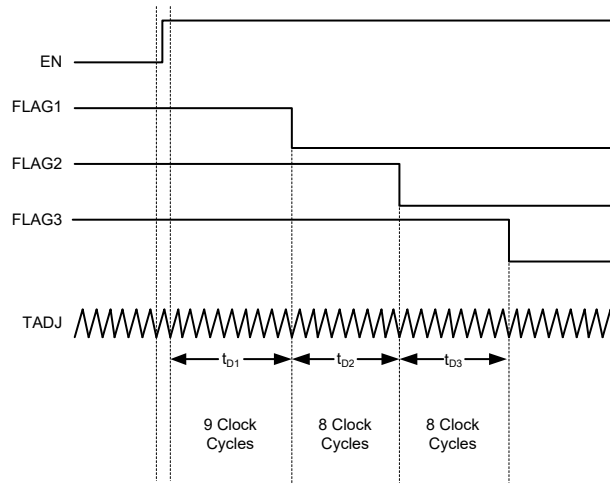 EN
FLAG1
FLAG2
FLAG3
TADJ
tD1 tD2 tD3
9 Clock 8 Clock 8 Clock
Cycles Cycles Cycles